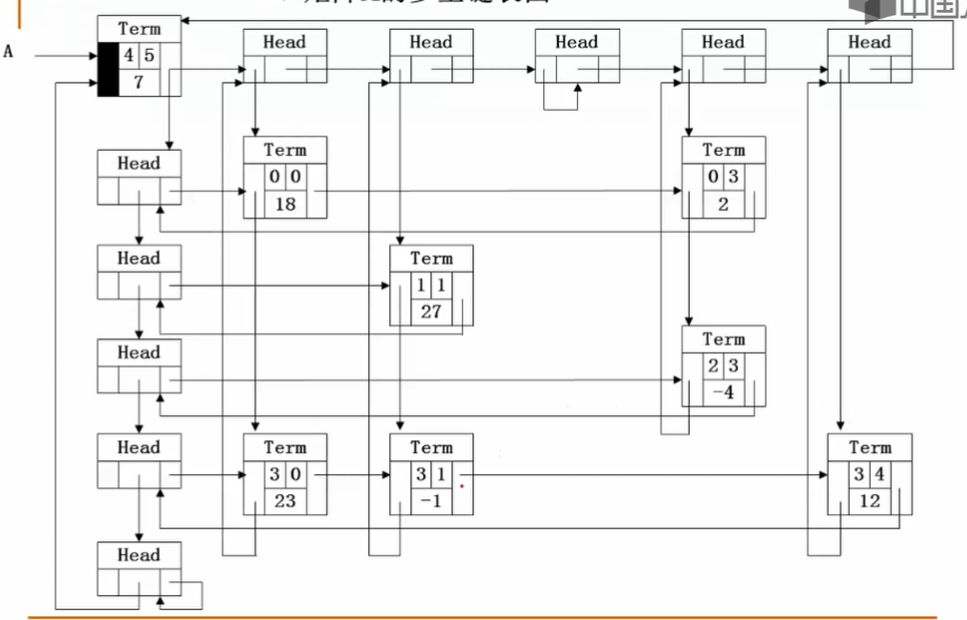 Term
4 5
7
A
Head
Head
Head
Head
Head
Head
Term
0 0
18
Term
0 3
2
Head
Term
1 1
27
Head
Term
2 3
-4
Head
Term
3 0
23
Term
3 1
-1
Term
3 4
12
Head